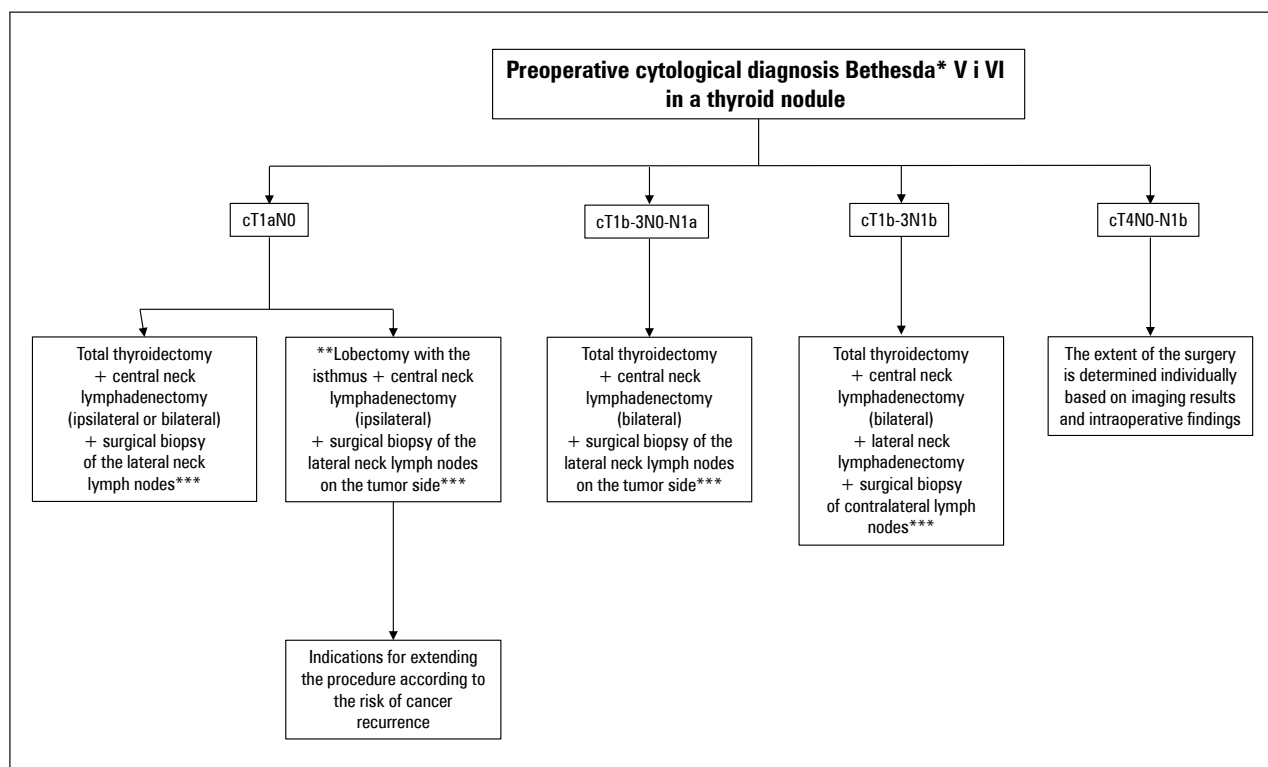 Preoperative cytological diagnosis Bethesda* V i VI
in a thyroid nodule
cT1aN0
cT1b-3N0-N1a
cT1b-3N1b
cT4N0-N1b
Total thyroidectomy
+ central neck
lymphadenectomy
(ipsilateral or bilateral)
+ surgical biopsy
of the lateral neck
lymph nodes***
**Lobectomy with the
isthmus + central neck
lymphadenectomy
(ipsilateral)
+ surgical biopsy of the
lateral neck lymph nodes
on the tumor side***
Total thyroidectomy
+ central neck
lymphadenectomy
(bilateral)
+ surgical biopsy of the
lateral neck lymph nodes
on the tumor side***
Total thyroidectomy
+ central neck
lymphadenectomy
(bilateral)
+ lateral neck
lymphadenectomy
+ surgical biopsy
of contralateral lymph
nodes***
The extent of the surgery
is determined individually
based on imaging results
and intraoperative findings
Indications for extending
the procedure according to
the risk of cancer
recurrence